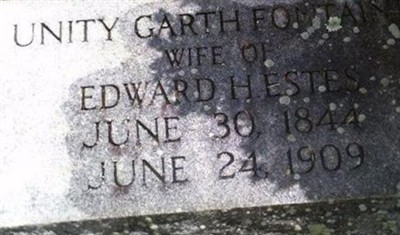 UNITY GARTH FONTAINE
WIFE OF
EDWARD H. ESTES
JUNE 30, 1844
JUNE 24, 1909